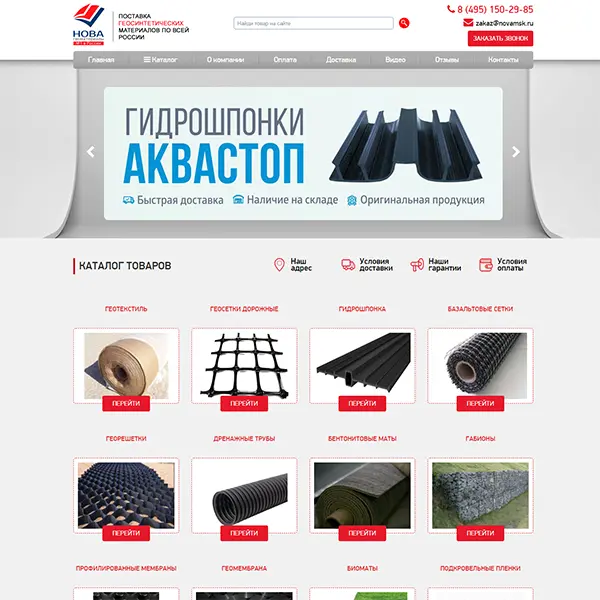 НОВА
ПОСТАВКА
ГЕОСИНТЕТИЧЕСКИХ
МАТЕРИАЛОВ ПО ВСЕЙ
РОССИИ
Найди товар на сайте
8 (495) 150-29-85
zakaz@novamsk.ru
ЗАКАЗАТЬ ЗВОНОК
Главная
Каталог
О компании
Оплата
Доставка
Видео
Отзывы
Контакты
ГИДРОШПОНКИ
АКВАСТОП
Быстрая доставка
Наличие на складе
Оригинальная продукция
КАТАЛОГ ТОВАРОВ
Наш
адрес
Условия
доставки
Наши
гарантии
Условия
оплаты
ГЕОТЕКСТИЛЬ
ГЕОСЕТКИ ДОРОЖНЫЕ
ГИДРОШПОНКА
БАЗАЛЬТОВЫЕ СЕТКИ
ПЕРЕЙТИ
ПЕРЕЙТИ
ПЕРЕЙТИ
ПЕРЕЙТИ
ГЕОРЕШЕТКИ
ДРЕНАЖНЫЕ ТРУБЫ
БЕНТОНИТОВЫЕ МАТЫ
ГАБИОНЫ
ПЕРЕЙТИ
ПЕРЕЙТИ
ПЕРЕЙТИ
ПЕРЕЙТИ
ПРОФИЛИРОВАННЫЕ МЕМБРАНЫ
ГЕОМЕМБРАНА
БИОМАТЫ
ПОДКРОВЕЛЬНЫЕ ПЛЕНКИ